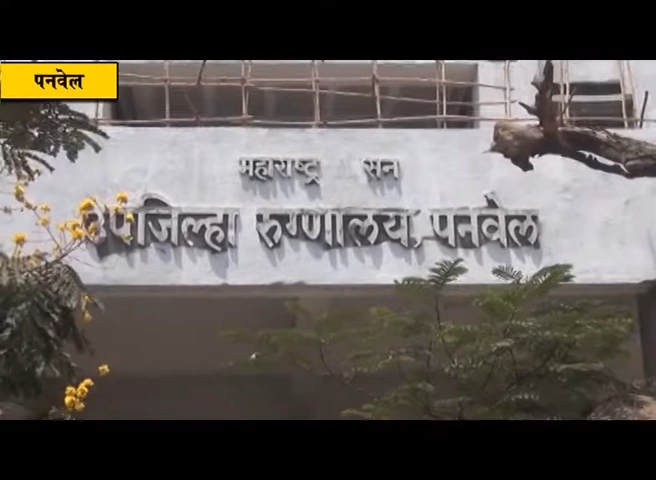 पनवेल
महाराष्ट्र सन
उपजिल्हा रुग्णालय, पनवेल